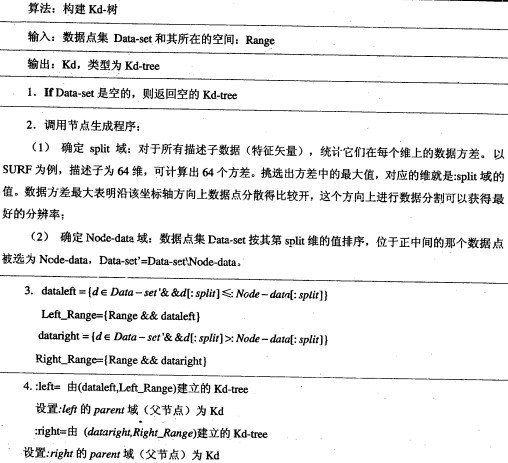 算法：构建 Kd-树
输入：数据点集 Data-set 和其所在的空间：Range
输出：Kd，类型为 Kd-tree
1．If Data-set 是空的，则返回空的 Kd-tree
2．调用节点生成程序：
（1） 确定 split 域：对于所有描述子数据（特征矢量），统计它们在每个维上的数据方差。以
SURF 为例，描述子为 64 维，可计算出 64 个方差。挑选出方差中的最大值，对应的维就是:split 域的
值。数据方差最大表明沿该坐标轴方向上数据点分散得比较开，这个方向上进行数据分割可以获得最
好的分辨率；
（2） 确定 Node-data 域：数据点集 Data-set 按其第 split 维的值排序，位于正中间的那个数据点
被选为 Node-data，Data-set'=Data-set\Node-data。
3. dataleft = {d ∈ Data－set'& &d[: split]≤: Node－data[: split]}
Left_Range={Range && dataleft}
dataright = {d ∈ Data－set'& &d[: split]>: Node－data[: split]}
Right_Range={Range && dataright}
4. :left= 由(dataleft,Left_Range)建立的 Kd-tree
设置:left 的 parent 域（父节点）为 Kd
:right=由 (dataright,Right_Range)建立的 Kd-tree
设置:right 的 parent 域（父节点）为 Kd